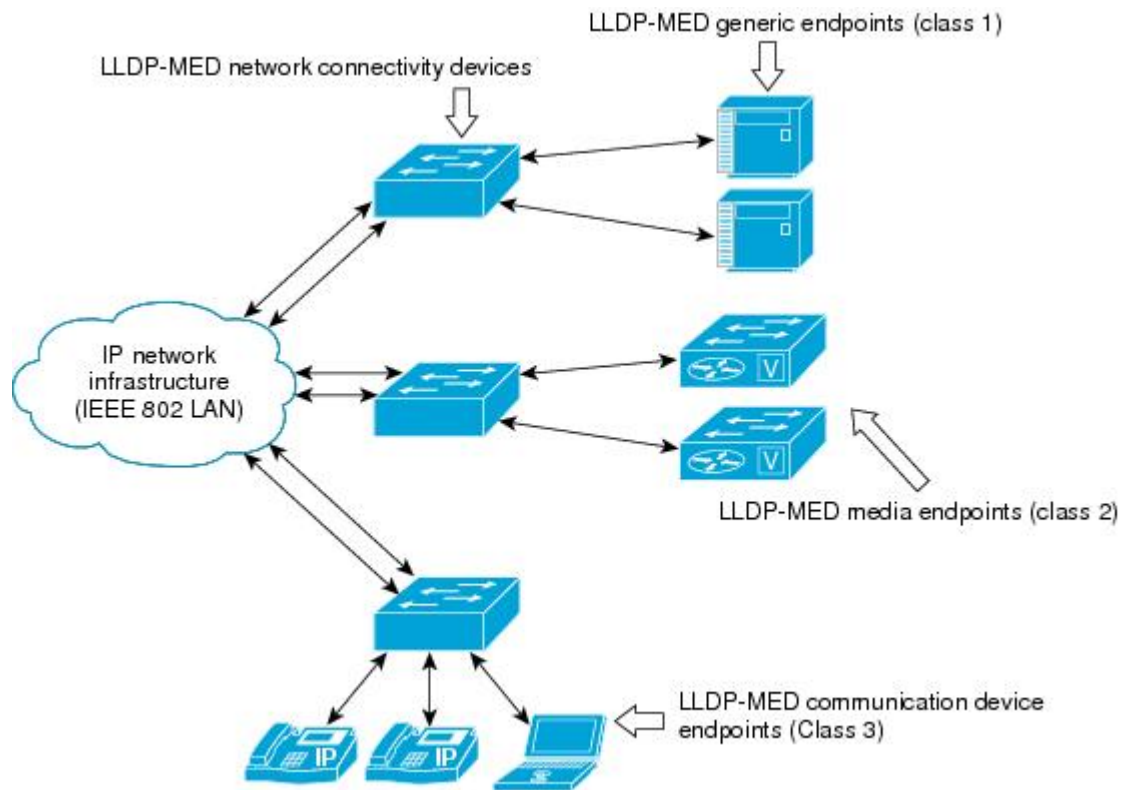 LLDP-MED generic endpoints (class 1)
LLDP-MED network connectivity devices
IP network
infrastructure
(IEEE 802 LAN)
V
V
LLDP-MED media endpoints (class 2)
LLDP-MED communication device
endpoints (Class 3)
IP
IP